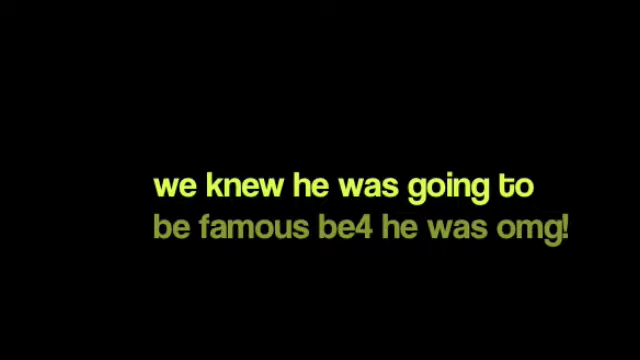 we knew he was going to
be famous be4 he was omg!